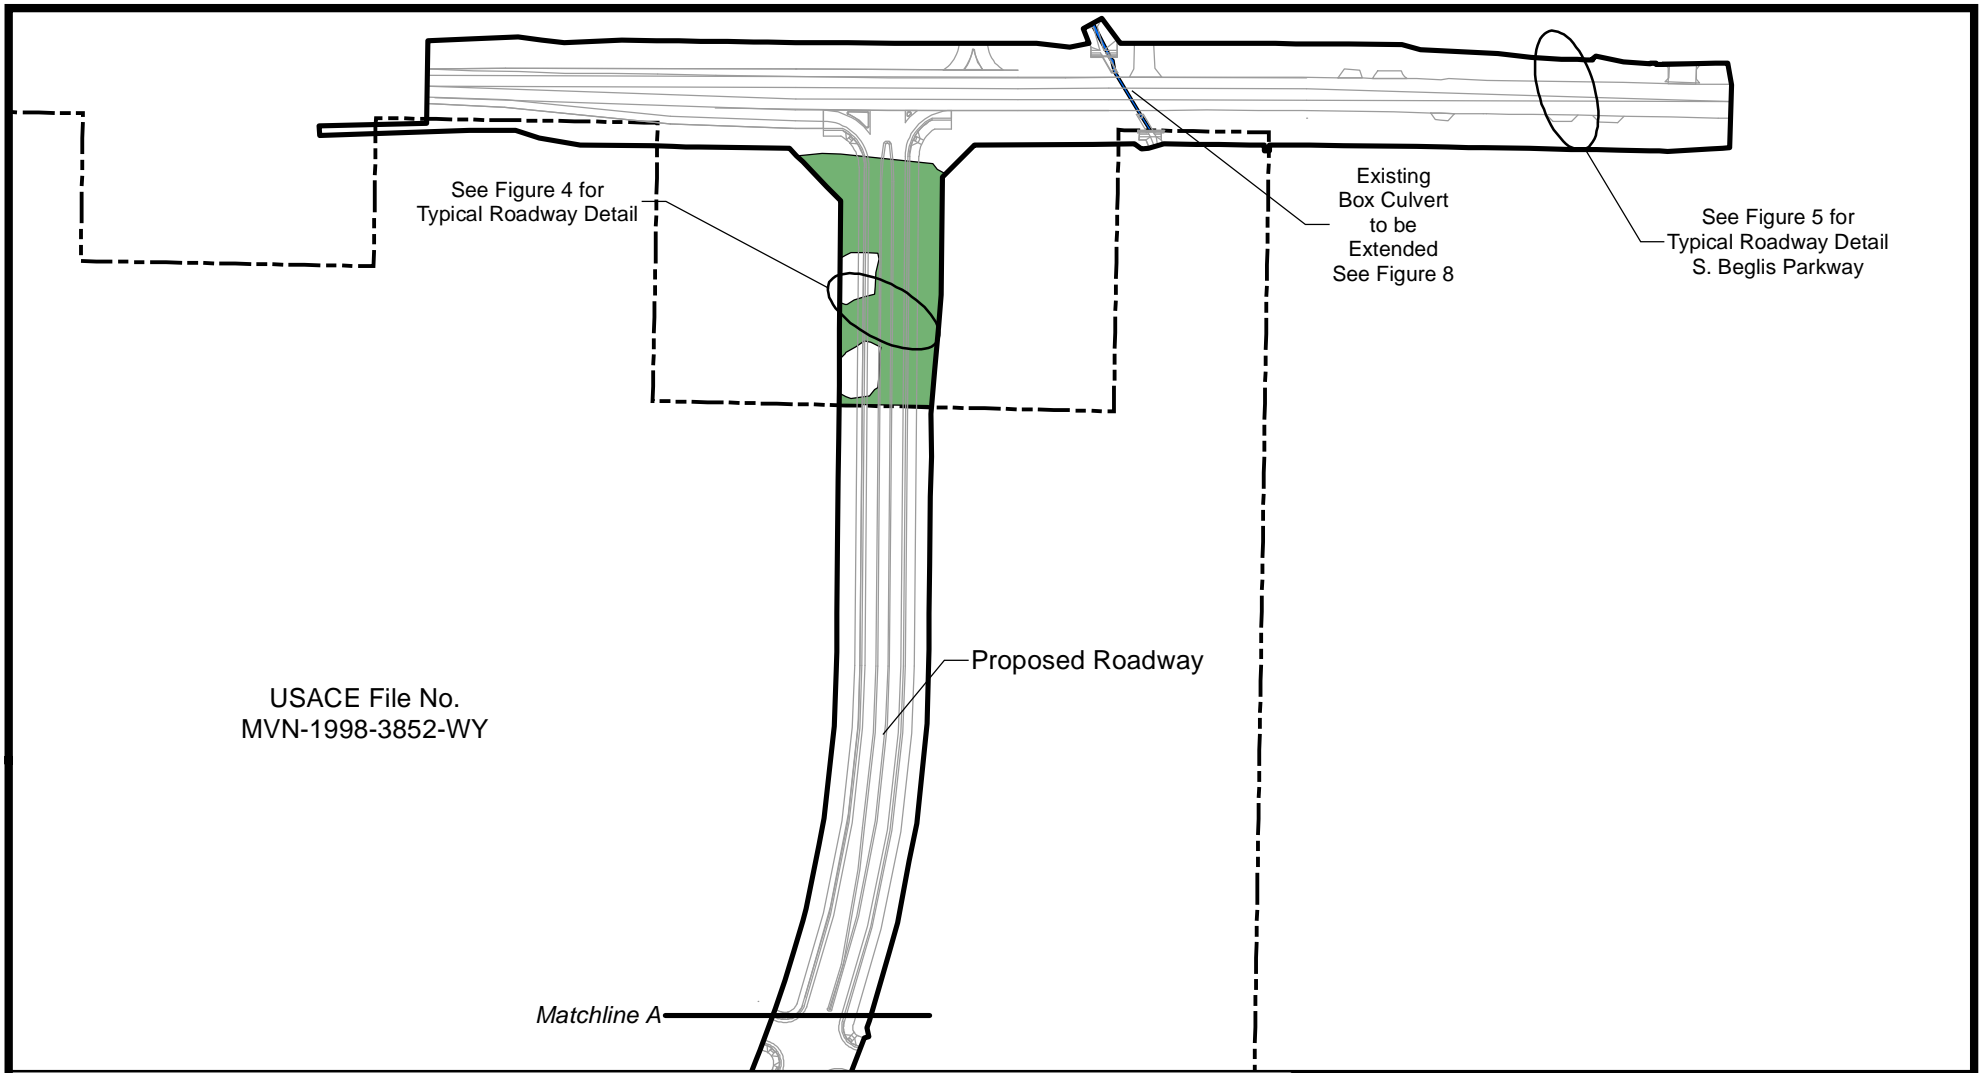 See Figure 4 for
Typical Roadway Detail
Existing
Box Culvert
to be
Extended
See Figure 8
See Figure 5 for
Typical Roadway Detail
S. Beglis Parkway
Proposed Roadway
USACE File No.
MVN-1998-3852-WY
Matchline A